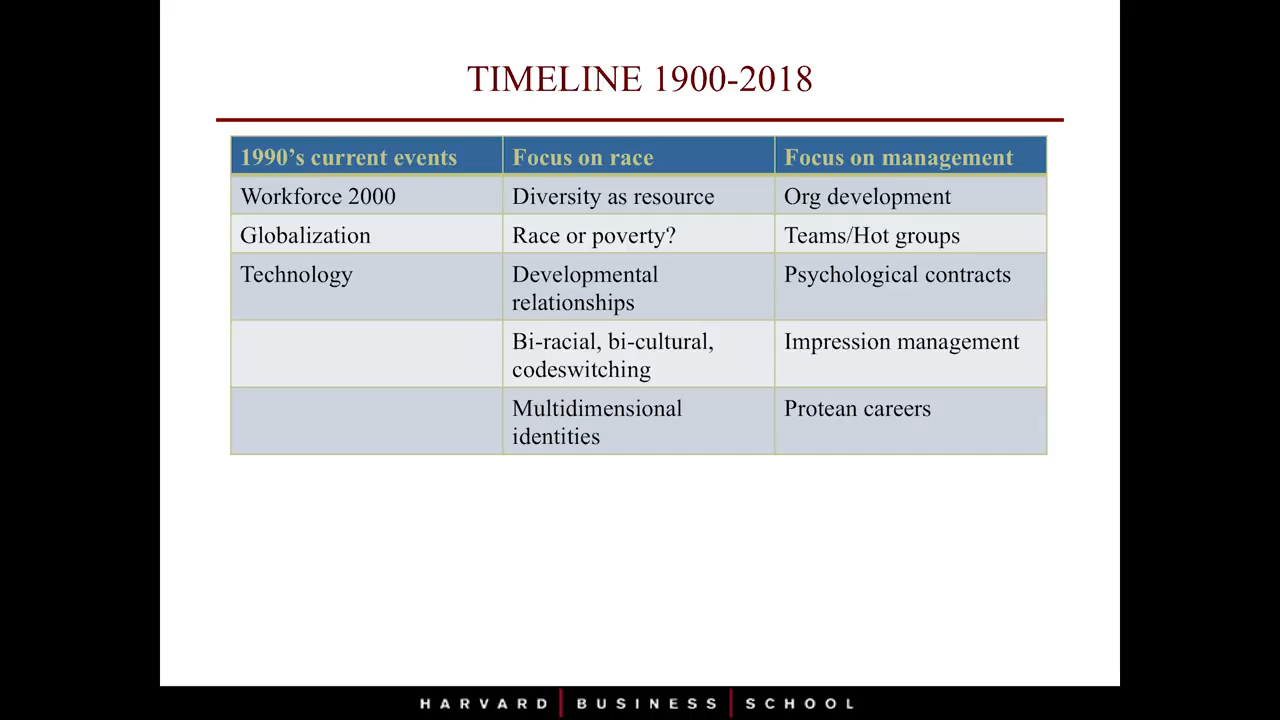 TIMELINE 1900-2018
1990’s current events
Focus on race
Focus on management
Workforce 2000
Diversity as resource
Org development
Globalization
Race or poverty?
Teams/Hot groups
Technology
Developmental
relationships
Psychological contracts
Bi-racial, bi-cultural,
codeswitching
Impression management
Multidimensional
identities
Protean careers
HARVARD BUSINESS SCHOOL